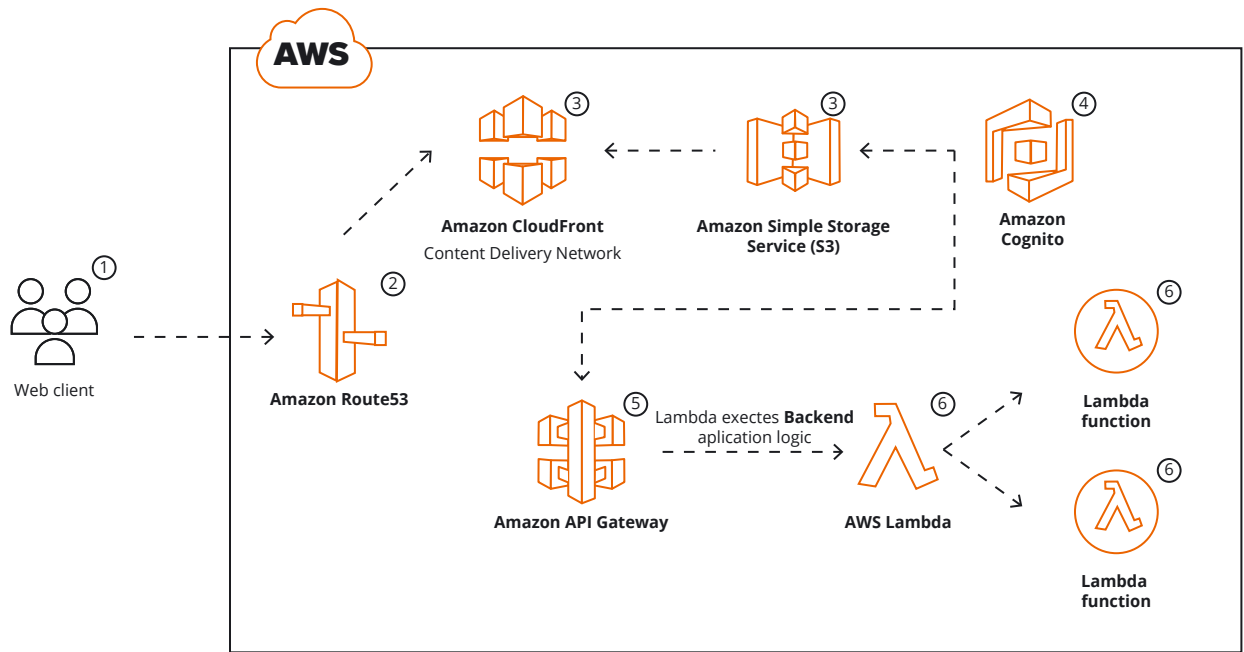 AWS
3
3
4
Amazon CloudFront
Content Delivery Network
Amazon Simple Storage
Service (S3)
Amazon
Cognito
1
Web client
2
Amazon Route53
6
Lambda
function
5
Amazon API Gateway
Lambda exectes Backend
aplication logic
6
AWS Lambda
6
Lambda
function